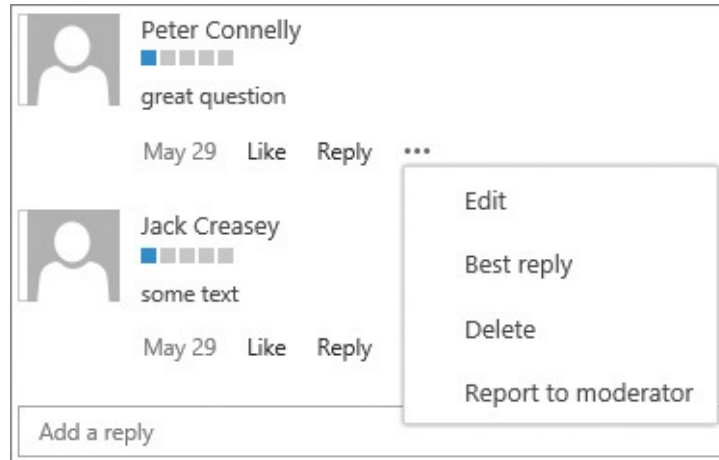 Peter Connelly
great question
May 29 Like Reply •••
Edit
Jack Creasey
Best reply
some text
Delete
May 29 Like Reply
Report to moderator
Add a reply